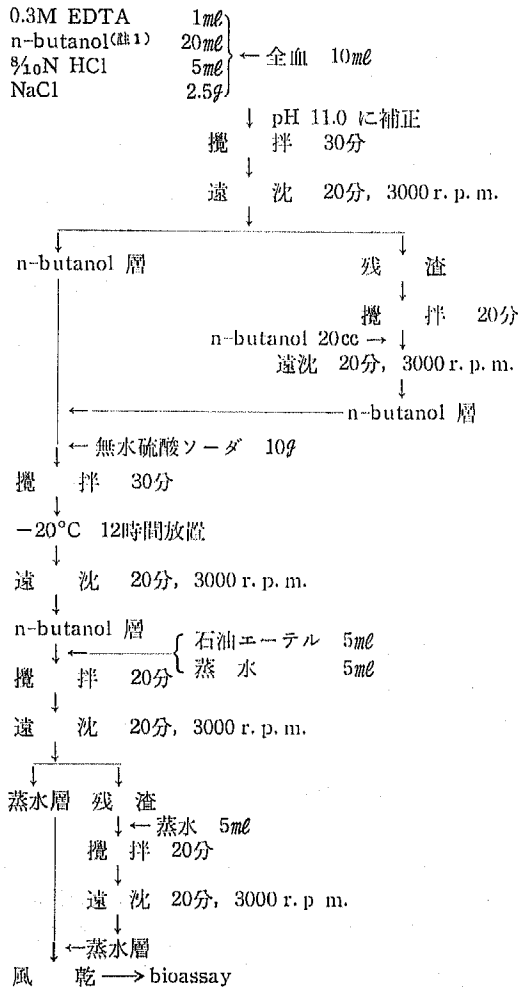 0.3M EDTA 1ml
n-butanol(註1) 20ml
8/10N HCl 5ml
NaCl 2.5g
← 全血 10ml
↓ pH 11.0 に補正
攪 拌 30分
↓
遠 沈 20分, 3000 r. p. m.
↓
n-butanol 層 残 渣
↓
攪 拌 20分
n-butanol 20cc → ↓
遠沈 20分, 3000 r. p. m.
↓
n-butanol 層
← 無水硫酸ソーダ 10g
攪 拌 30分
↓
−20°C 12時間放置
↓
遠 沈 20分, 3000 r. p. m.
↓
n-butanol 層
石油エーテル 5ml
蒸 水 5ml
攪 拌 20分
↓
遠 沈 20分, 3000 r. p. m.
↓
蒸水層 残 渣
↓ ← 蒸水 5ml
攪 拌 20分
↓
遠 沈 20分, 3000 r. p m.
↓
←蒸水層
風 乾 → bioassay